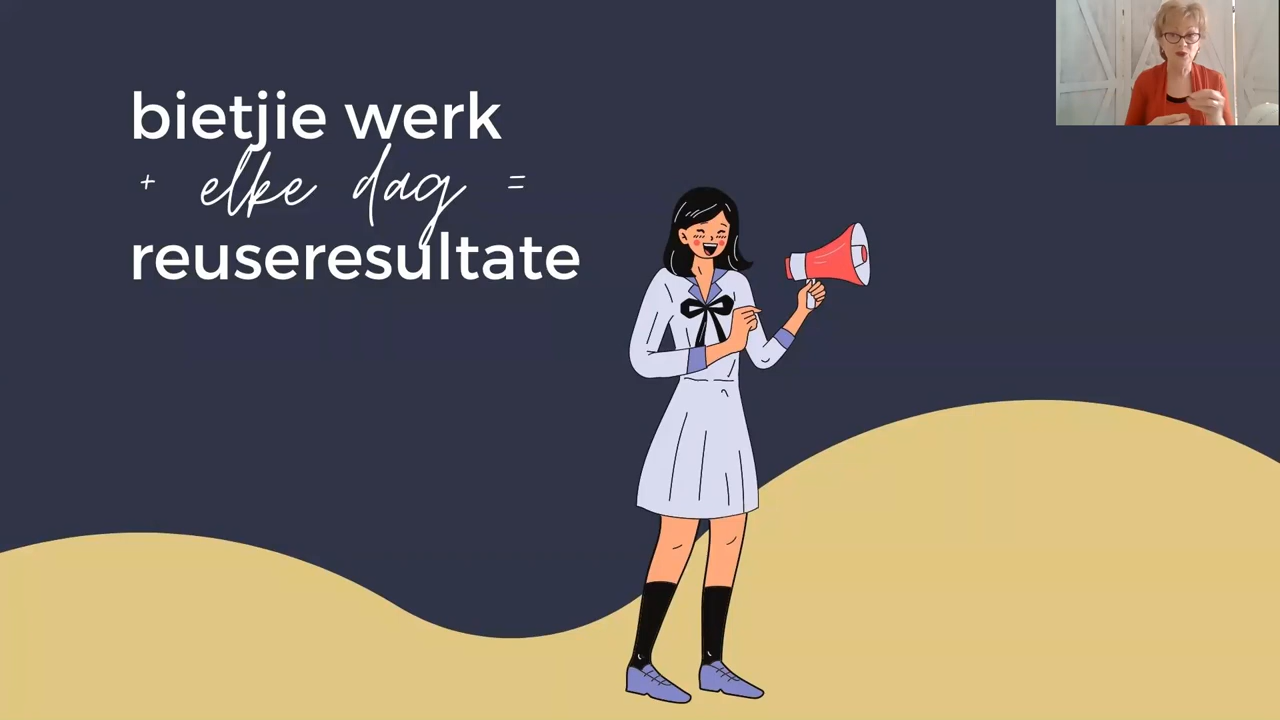 bietjie werk
+ elke dag =
reuseresultate